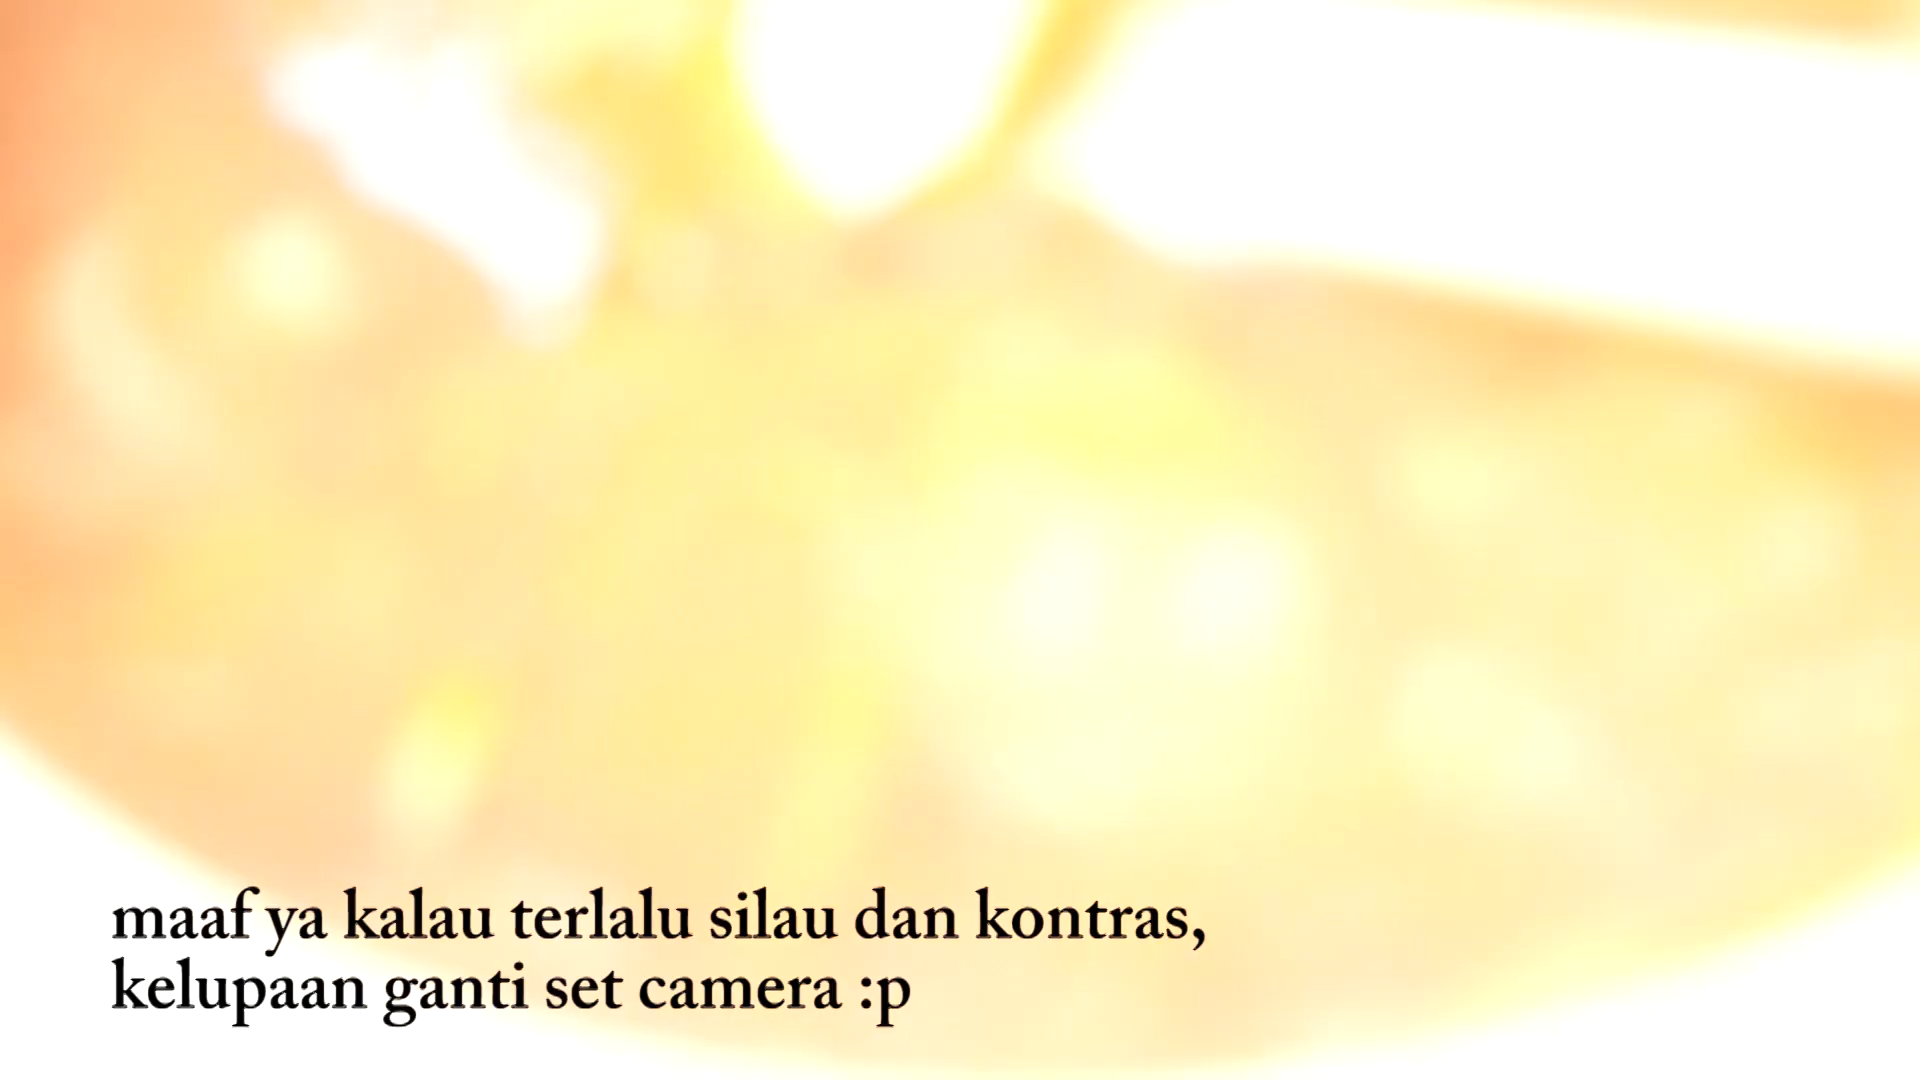 maaf ya kalau terlalu silau dan kontras,
kelupaan ganti set camera :p